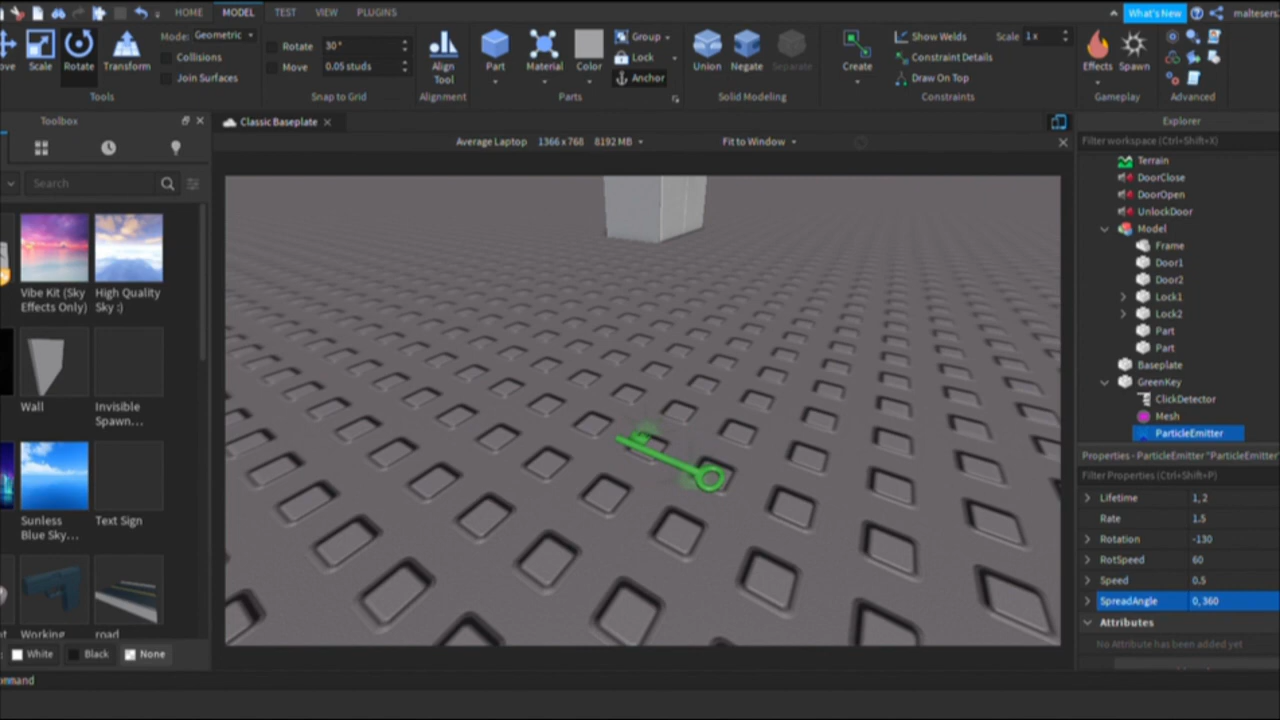 HOME MODEL TEST VIEW PLUGINS What's New
Mode: Geometric
Collisions
Join Surfaces
Scale Rotate Transform
Tools
Rotate 30°
Move 0.05 studs
Snap to Grid
Align
Tool
Alignment
Part Material Color
Group
Lock
Anchor
Parts
Union Negate Separate
Solid Modeling
Create
Show Welds Scale 1x
Constraint Details
Draw On Top
Constraints
Effects Spawn
Gameplay
Advanced
Toolbox
Search
Vibe Kit (Sky
Effects Only)
High Quality
Sky :)
Wall
Invisible
Spawn...
Sunless
Blue Sky...
Text Sign
Working
road
White Black None
Classic Baseplate
Average Laptop 1366 x 768 8192 MB Fit to Window
Explorer
Filter workspace (Ctrl+Shift+X)
Terrain
DoorClose
DoorOpen
UnlockDoor
Model
Frame
Door1
Door2
Lock1
Lock2
Part
Part
Baseplate
GreenKey
ClickDetector
Mesh
ParticleEmitter
Properties - ParticleEmitter "ParticleEmitter"
Filter Properties (Ctrl+Shift+P)
Lifetime 1, 2
Rate 1.5
Rotation -130
RotSpeed 60
Speed 0.5
SpreadAngle 0, 360
Attributes
No Attribute has been added yet